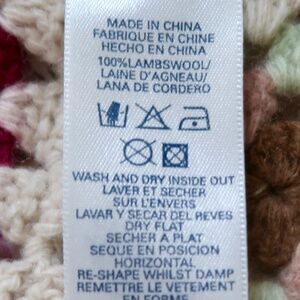 MADE IN CHINA
FABRIQUE EN CHINE
HECHO EN CHINA
100%LAMBSWOOL/
LAINE D'AGNEAU/
LANA DE CORDERO
WASH AND DRY INSIDE OUT
LAVER ET SECHER
SUR L'ENVERS
LAVAR Y SECAR DEL REVES
DRY FLAT
SECHER A PLAT
SEQUE EN POSICION
HORIZONTAL
RE-SHAPE WHILST DAMP
REMETTRE LE VETEMENT
EN FORME